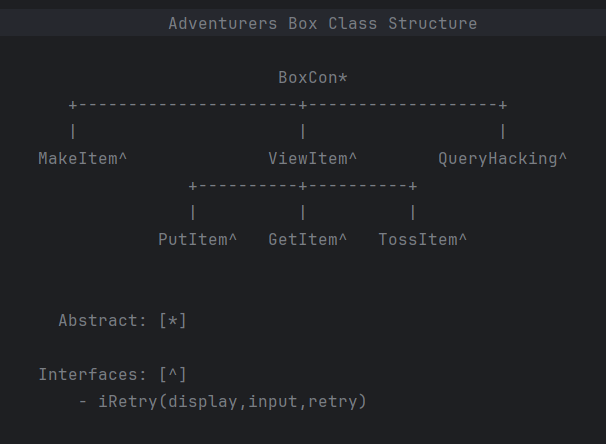 Adventurers Box Class Structure
BoxCon*
+----------------------+-------------------+
|                      |                   |
MakeItem^              ViewItem^        QueryHacking^
+----------+----------+
|          |          |
PutItem^   GetItem^   TossItem^
Abstract: [*]
Interfaces: [^]
- iRetry(display,input,retry)